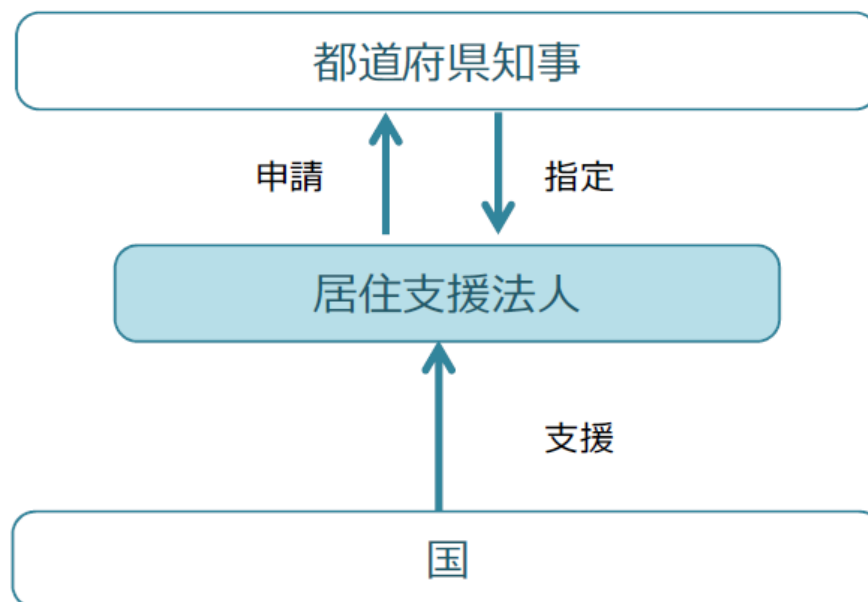 都道府県知事
申請
指定
居住支援法人
支援
国